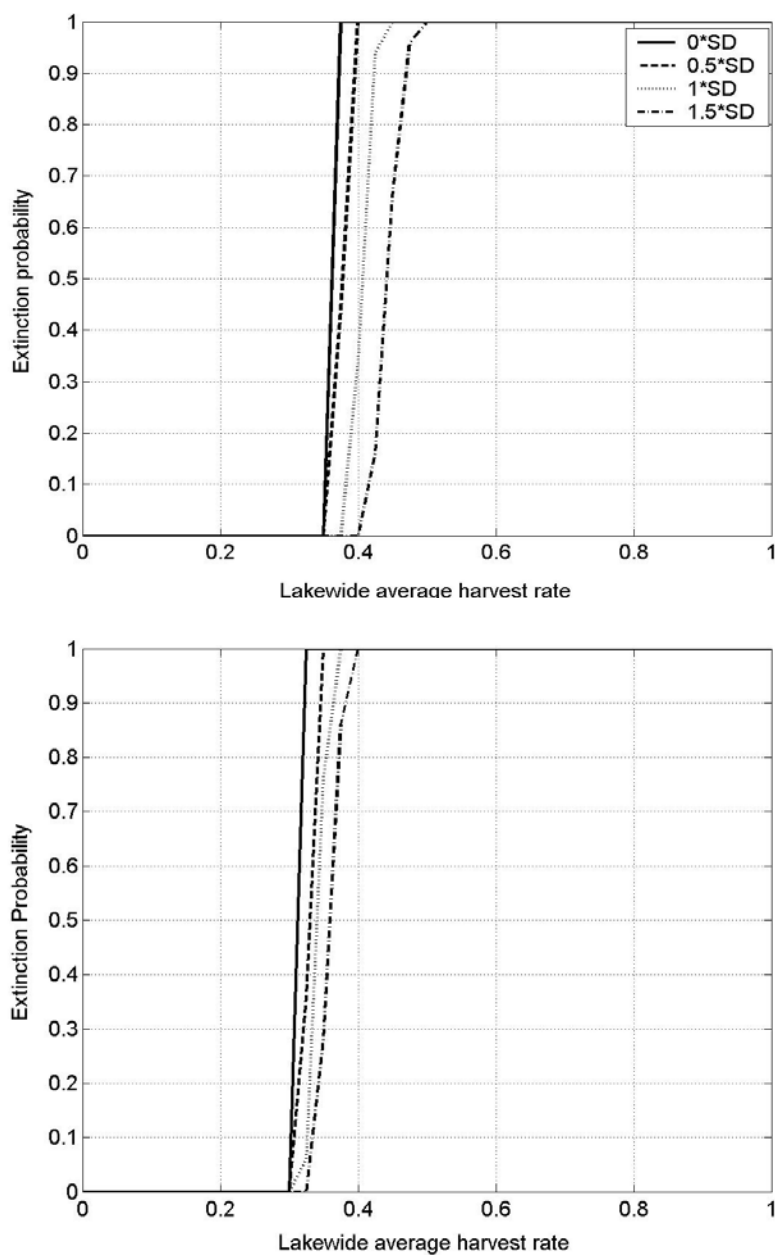 1
0.9
0.8
0.7
0.6
0.5
0.4
0.3
0.2
0.1
0
Extinction probability
0*SD
0.5*SD
1*SD
1.5*SD
0 0.2 0.4 0.6 0.8 1
Lakewide average harvest rate
1
0.9
0.8
0.7
0.6
0.5
0.4
0.3
0.2
0.1
0
Extinction Probability
0 0.2 0.4 0.6 0.8 1
Lakewide average harvest rate